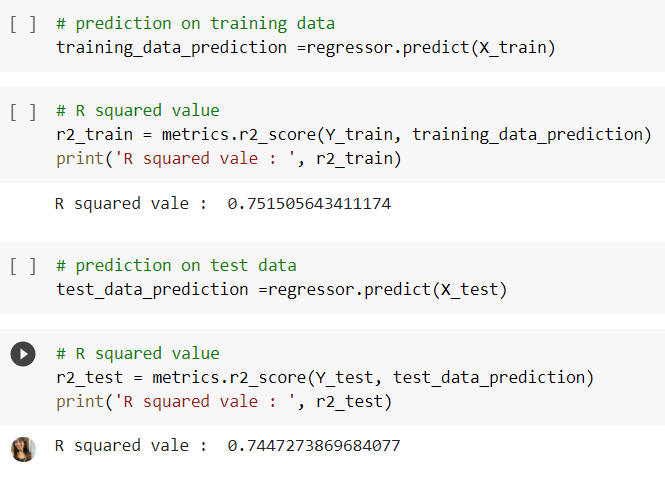 [ ] # prediction on training data
training_data_prediction =regressor.predict(X_train)
[ ] # R squared value
r2_train = metrics.r2_score(Y_train, training_data_prediction)
print('R squared vale : ', r2_train)
R squared vale :  0.751505643411174
[ ] # prediction on test data
test_data_prediction =regressor.predict(X_test)
# R squared value
r2_test = metrics.r2_score(Y_test, test_data_prediction)
print('R squared vale : ', r2_test)
R squared vale :  0.7447273869684077